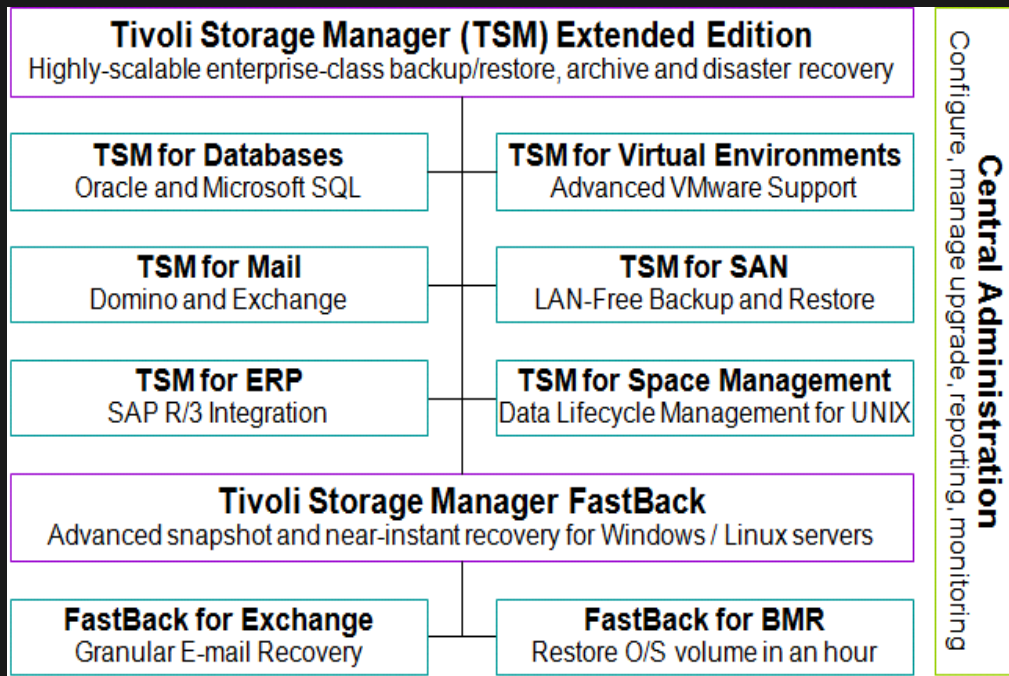 Tivoli Storage Manager (TSM) Extended Edition
Highly-scalable enterprise-class backup/restore, archive and disaster recovery
TSM for Databases
Oracle and Microsoft SQL
TSM for Virtual Environments
Advanced VMware Support
TSM for Mail
Domino and Exchange
TSM for SAN
LAN-Free Backup and Restore
TSM for ERP
SAP R/3 Integration
TSM for Space Management
Data Lifecycle Management for UNIX
Tivoli Storage Manager FastBack
Advanced snapshot and near-instant recovery for Windows / Linux servers
FastBack for Exchange
Granular E-mail Recovery
FastBack for BMR
Restore O/S volume in an hour
Central Administration
Configure, manage upgrade, reporting, monitoring